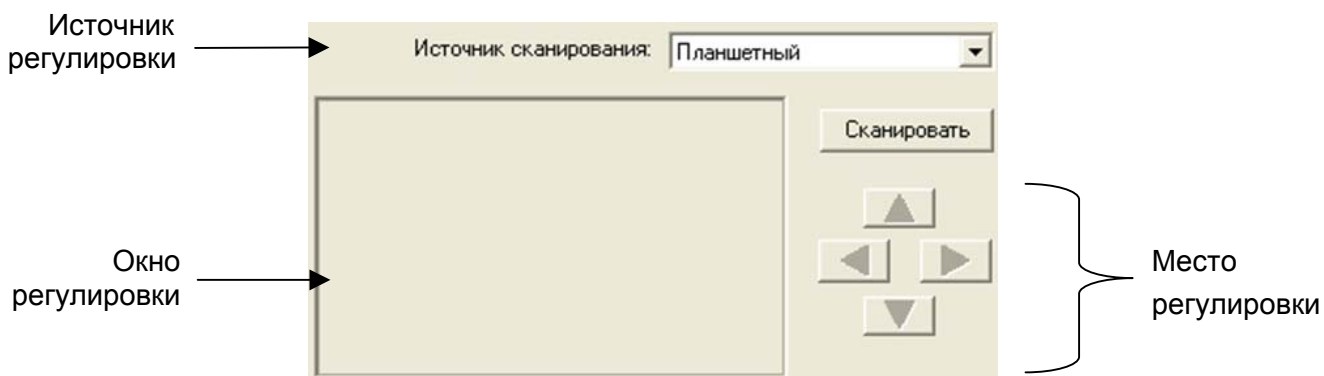 Источник
регулировки
Источник сканирования: Планшетный
Сканировать
Окно
регулировки
Место
регулировки